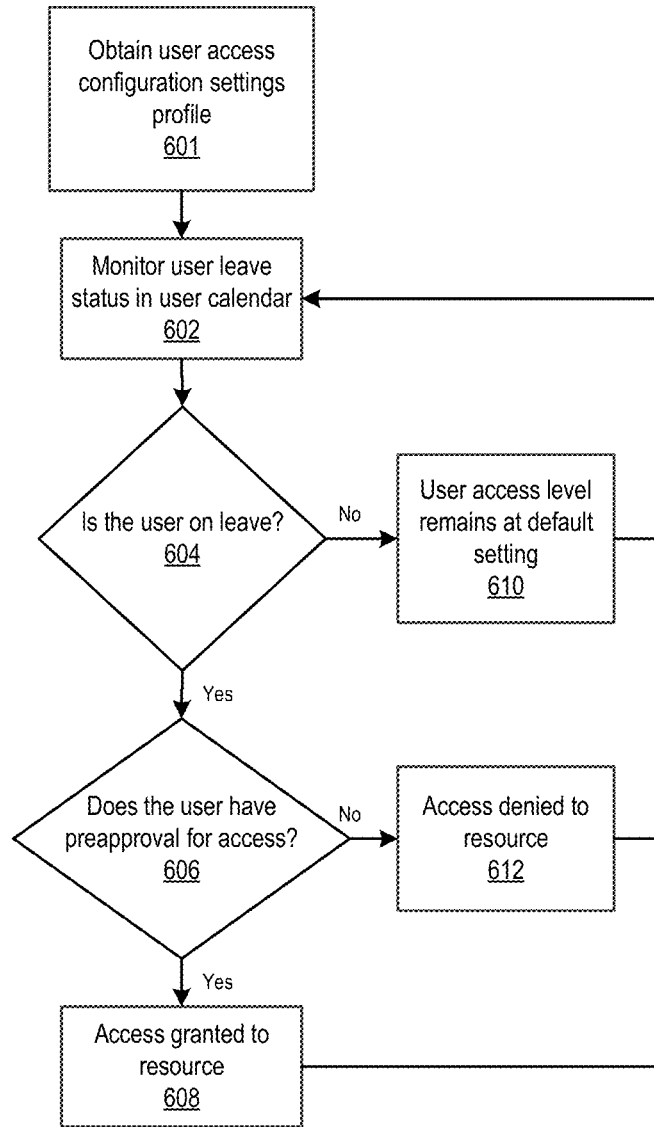 Obtain user access
configuration settings
profile
601
Monitor user leave
status in user calendar
602
Is the user on leave?
604
No
User access level
remains at default
setting
610
Yes
Does the user have
preapproval for access?
606
No
Access denied to
resource
612
Yes
Access granted to
resource
608